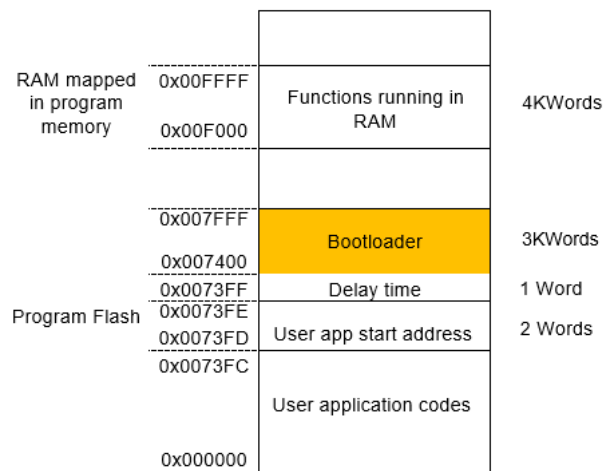 RAM mapped
in program
memory
0x00FFFF
0x00F000
Functions running in
RAM
4KWords
Program Flash
0x007FFF
0x007400
Bootloader
3KWords
0x0073FF
Delay time
1 Word
0x0073FE
0x0073FD
User app start address
2 Words
0x0073FC
User application codes
0x000000